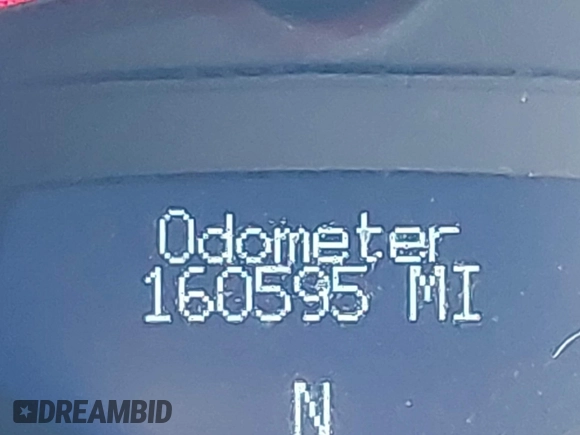 Odometer
160595 MI
N
DREAMBID